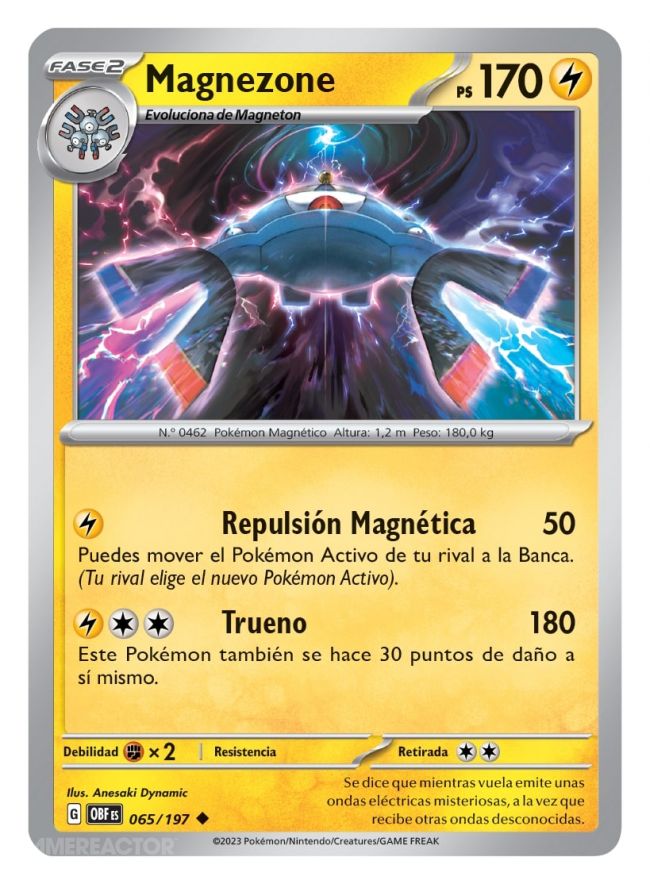 FASE 2
Magnezone
PS 170
Evoluciona de Magneton
N.º 0462 Pokémon Magnético Altura: 1,2 m Peso: 180,0 kg
Repulsión Magnética 50
Puedes mover el Pokémon Activo de tu rival a la Banca.
(Tu rival elige el nuevo Pokémon Activo).
Trueno 180
Este Pokémon también se hace 30 puntos de daño a
sí mismo.
Debilidad ×2 Resistencia Retirada
Ilus. Anesaki Dynamic
G OBF ES 065/197
Se dice que mientras vuela emite unas
ondas eléctricas misteriosas, a la vez que
recibe otras ondas desconocidas.
©2023 Pokémon/Nintendo/Creatures/GAME FREAK